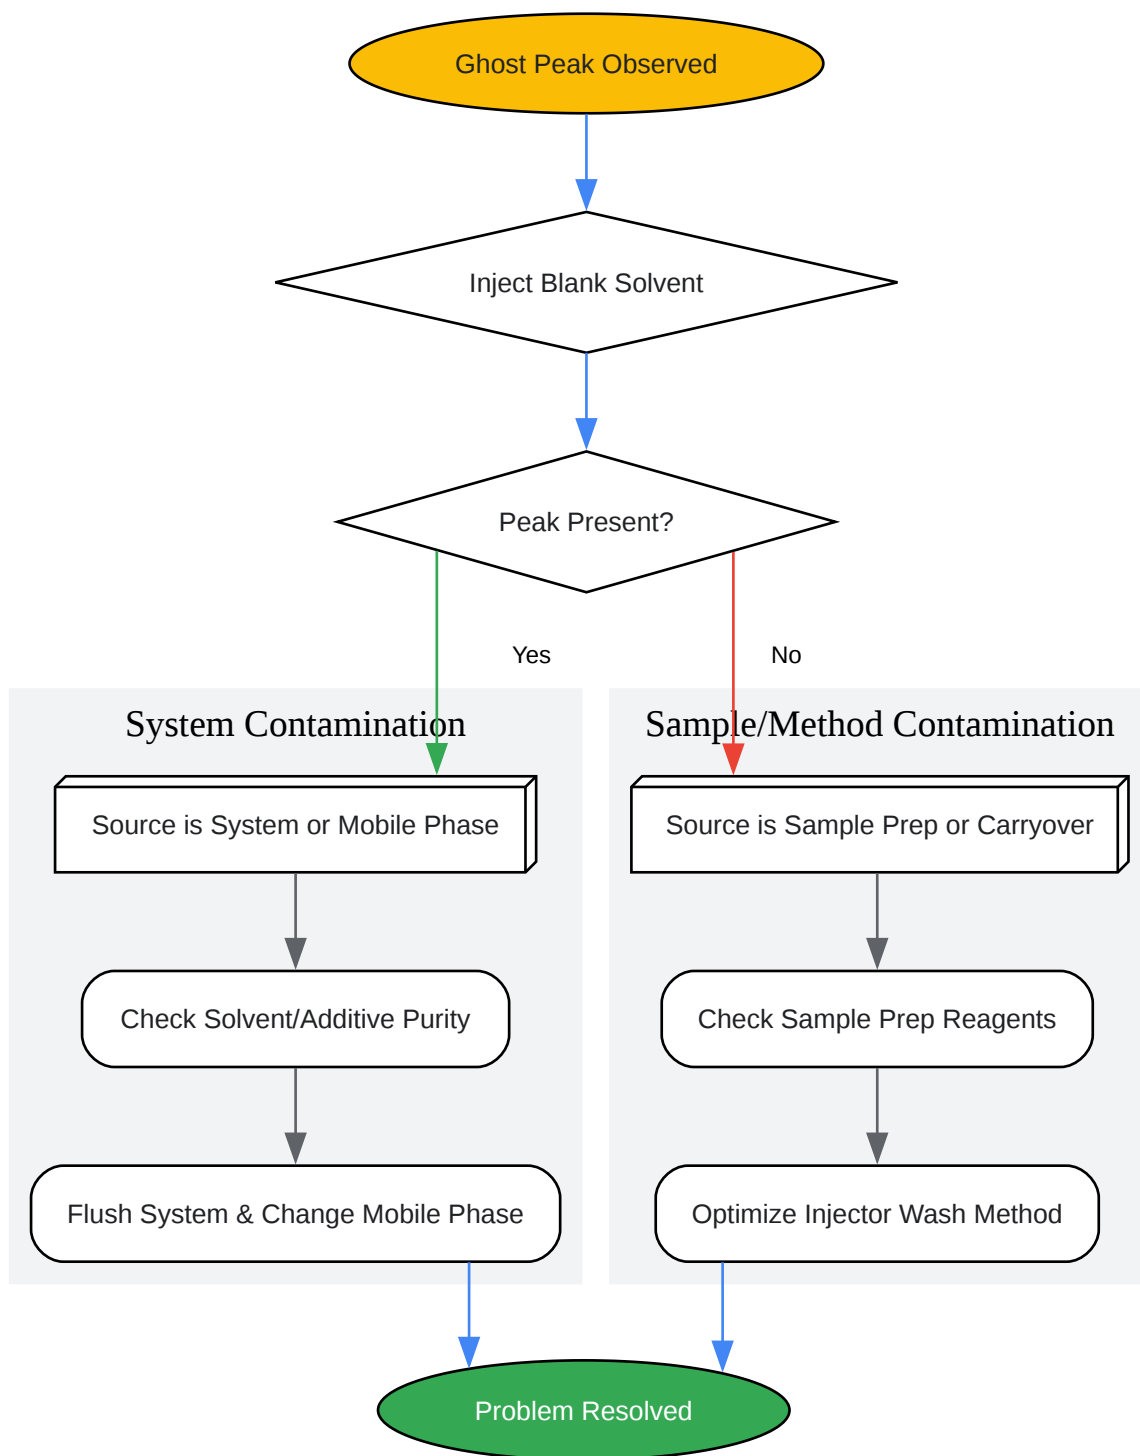 Ghost Peak Observed
Inject Blank Solvent
Peak Present?
Yes
No
System Contamination
Sample/Method Contamination
Source is System or Mobile Phase
Source is Sample Prep or Carryover
Check Solvent/Additive Purity
Check Sample Prep Reagents
Flush System & Change Mobile Phase
Optimize Injector Wash Method
Problem Resolved